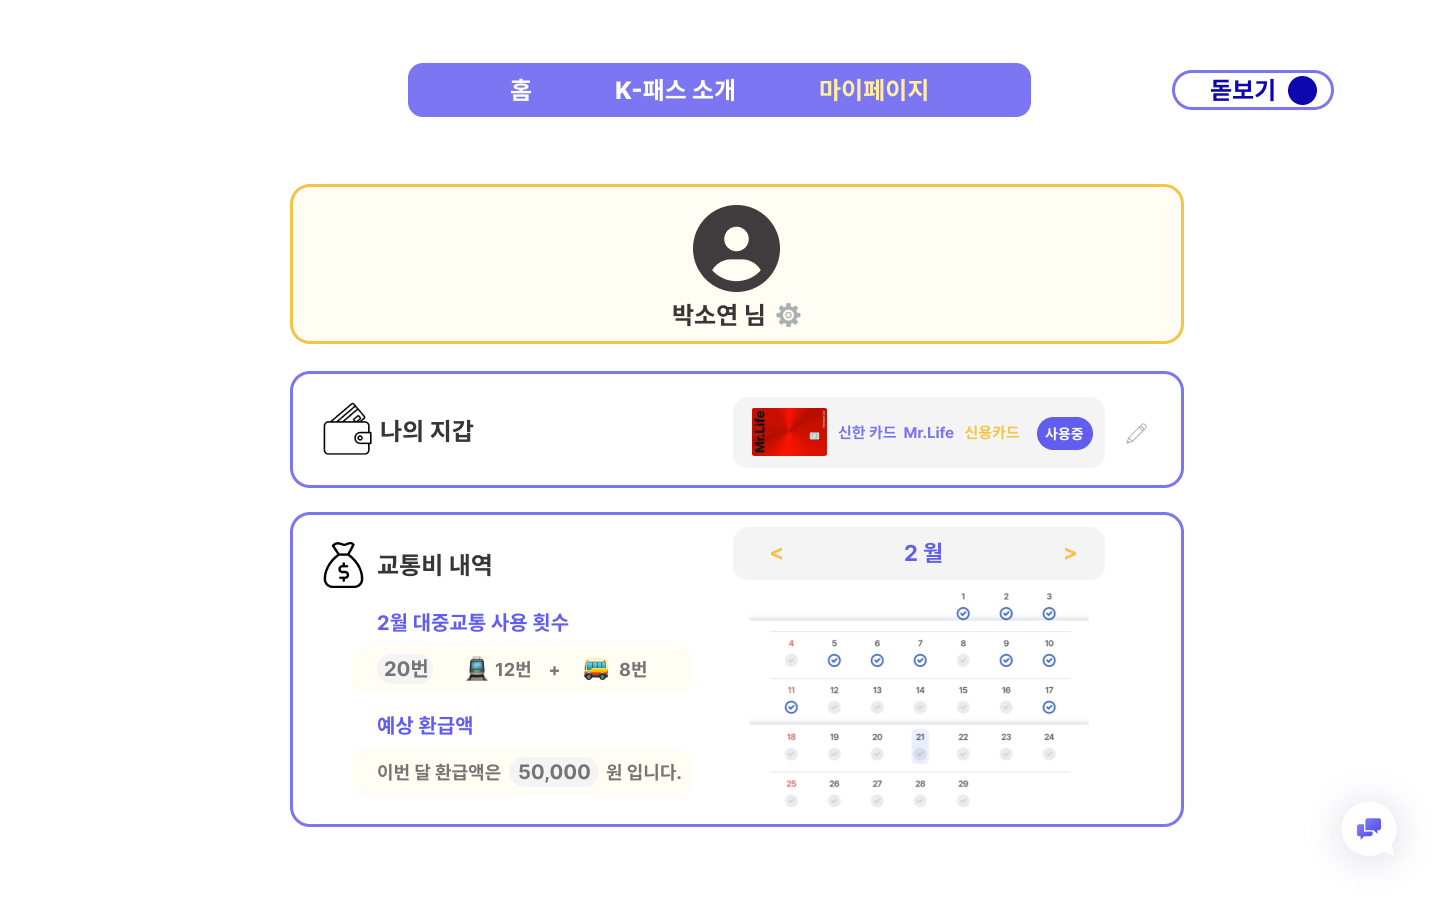 홈 K-패스 소개 마이페이지
돋보기
박소연 님
나의 지갑
Mr.Life
신한 카드 Mr.Life 신용카드
사용중
교통비 내역
2월 대중교통 사용 횟수
20번 12번 + 8번
예상 환급액
이번 달 환급액은 50,000 원 입니다.
< 2 월 >
1 2 3
4 5 6 7 8 9 10
11 12 13 14 15 16 17
18 19 20 21 22 23 24
25 26 27 28 29